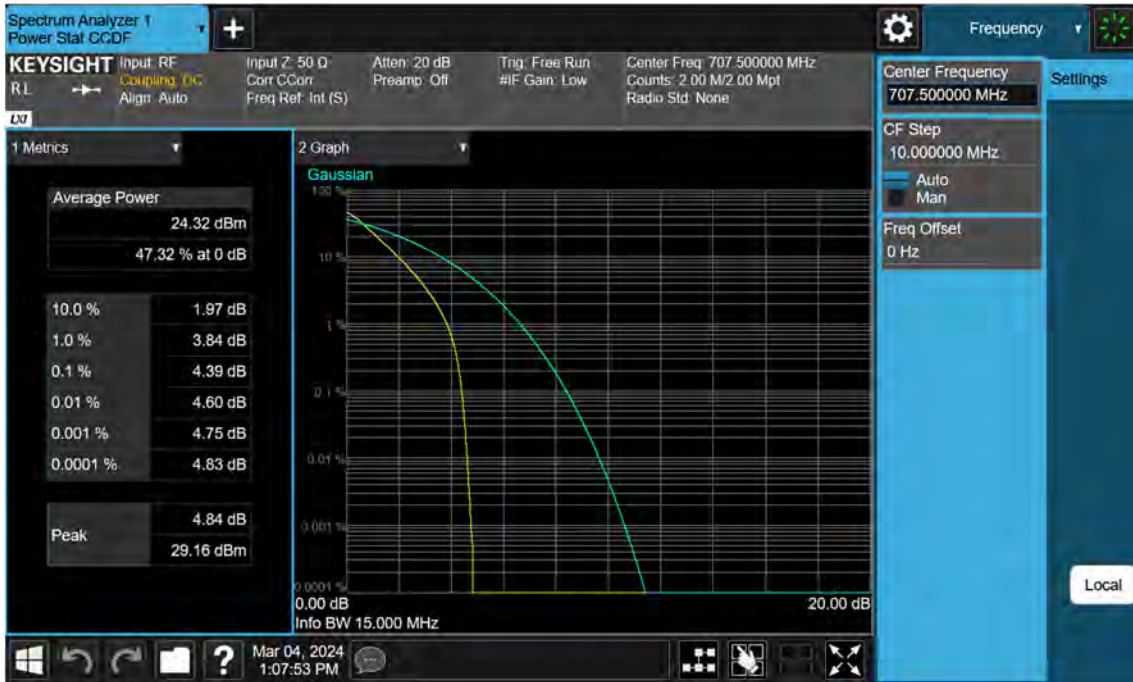 Spectrum Analyzer 1
Power Stat CCDF
+
Frequency
KEYSIGHT
RL
LXI
Input: RF
Coupling: DC
Align: Auto
Input Z: 50 Ω
Corr CCorr
Freq Ref: Int (S)
Atten: 20 dB
Preamp: Off
Trig: Free Run
#IF Gain: Low
Center Freq: 707.500000 MHz
Counts: 2.00 M/2.00 Mpt
Radio Std: None
Center Frequency
707.500000 MHz
Settings
CF Step
10.000000 MHz
Auto
Man
Freq Offset
0 Hz
1 Metrics
Average Power
24.32 dBm
47.32 % at 0 dB
10.0 % 1.97 dB
1.0 % 3.84 dB
0.1 % 4.39 dB
0.01 % 4.60 dB
0.001 % 4.75 dB
0.0001 % 4.83 dB
Peak
4.84 dB
29.16 dBm
2 Graph
Gaussian
100 %
10 %
1 %
0.1 %
0.01 %
0.001 %
0.0001 %
0.00 dB 20.00 dB
Info BW 15.000 MHz
Local
?
Mar 04, 2024
1:07:53 PM